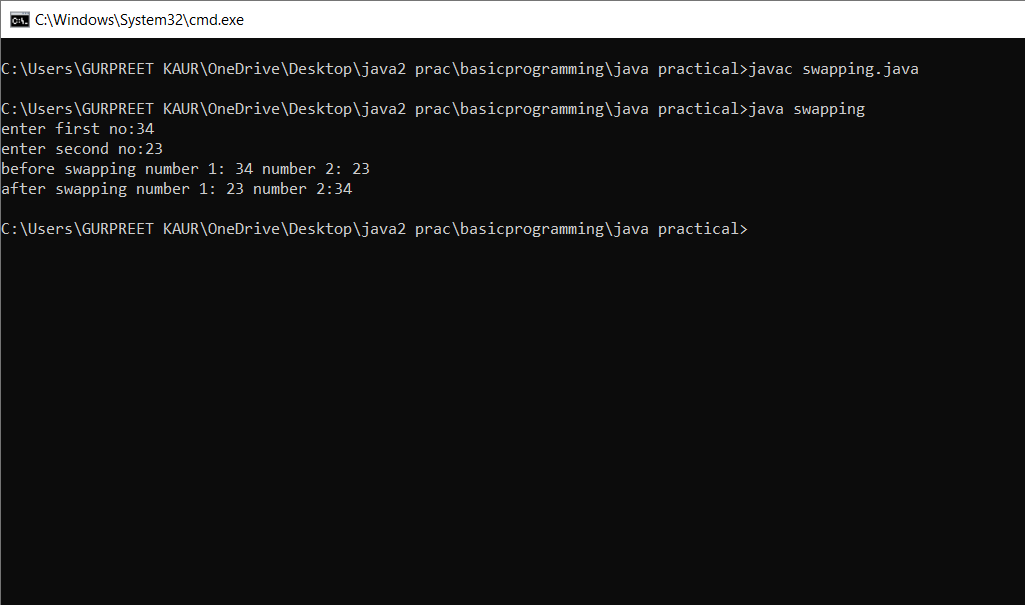 C:\Windows\System32\cmd.exe
C:\Users\GURPREET KAUR\OneDrive\Desktop\java2 prac\basicprogramming\java practical>javac swapping.java
C:\Users\GURPREET KAUR\OneDrive\Desktop\java2 prac\basicprogramming\java practical>java swapping
enter first no:34
enter second no:23
before swapping number 1: 34 number 2: 23
after swapping number 1: 23 number 2:34
C:\Users\GURPREET KAUR\OneDrive\Desktop\java2 prac\basicprogramming\java practical>